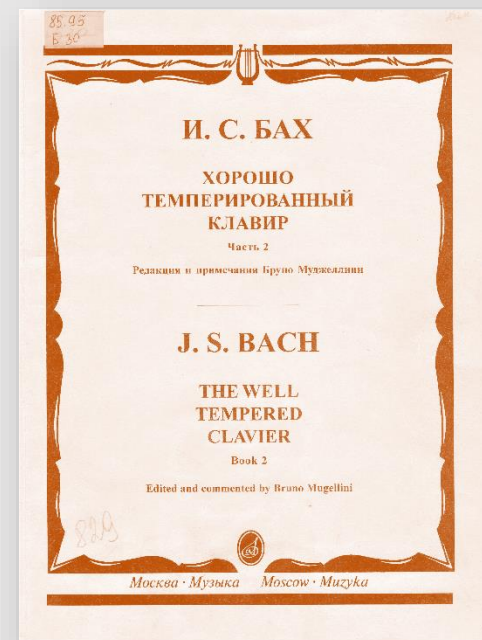 85.95
Б 30
И. С. БАХ
ХОРОШО
ТЕМПЕРИРОВАННЫЙ
КЛАВИР
Часть 2
Редакция и примечания Бруно Муджеллини
J. S. BACH
THE WELL
TEMPERED
CLAVIER
Book 2
Edited and commented by Bruno Mugellini
829
Москва · Музыка Moscow · Muzyka